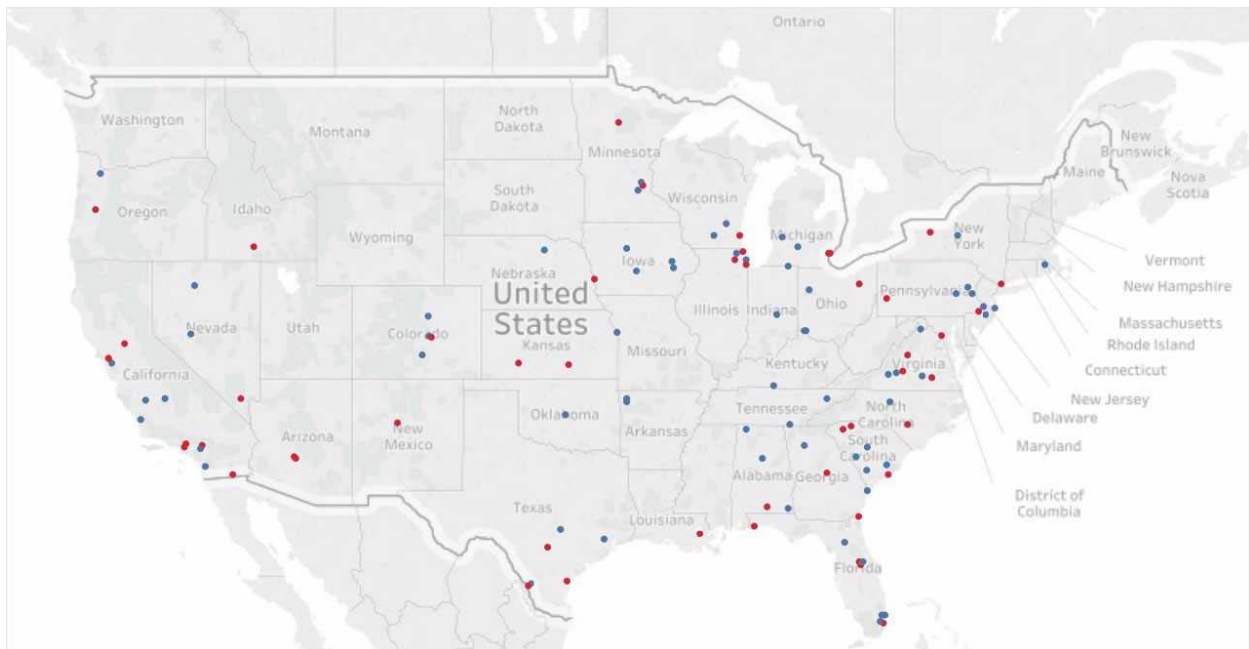 Ontario
Washington
North
Dakota
Montana
Minnesota
New
Brunswick
Maine
Nova
Scotia
Oregon
Idaho
South
Dakota
Wisconsin
Michigan
New
York
Wyoming
Vermont
New Hampshire
Nebraska
Iowa
Pennsylvania
United
States
Illinois
Indiana
Ohio
Massachusetts
Rhode Island
Nevada
Utah
Colorado
Kansas
Missouri
Kentucky
Virginia
Connecticut
California
New Jersey
Delaware
Oklahoma
Arkansas
Tennessee
North
Carolina
Maryland
Arizona
New
Mexico
South
Carolina
Alabama
Georgia
District of
Columbia
Texas
Louisiana
Florida